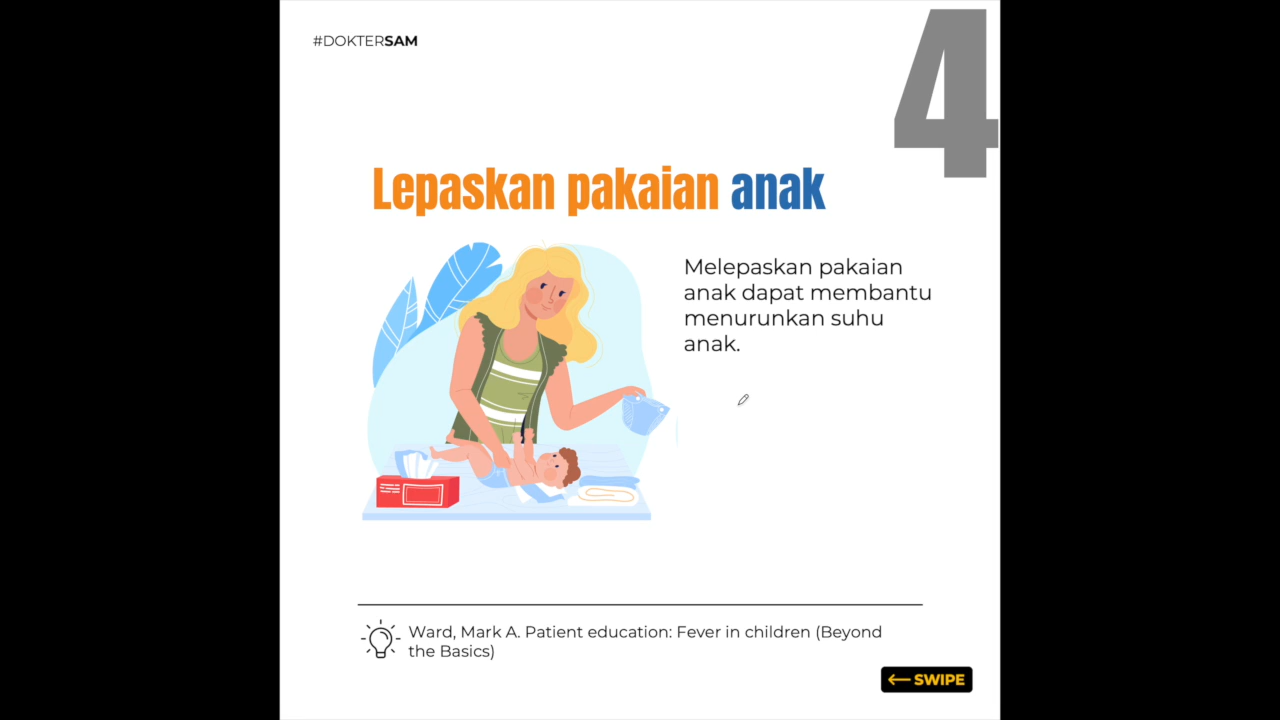 #DOKTERSAM
4
Lepaskan pakaian anak
Melepaskan pakaian
anak dapat membantu
menurunkan suhu
anak.
Ward, Mark A. Patient education: Fever in children (Beyond
the Basics)
SWIPE